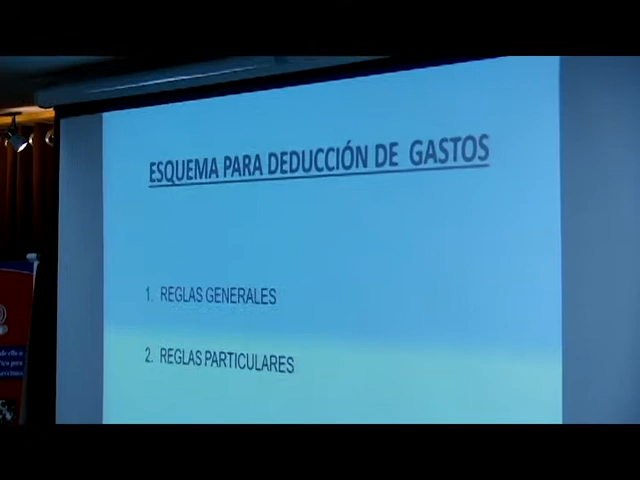 ESQUEMA PARA DEDUCCIÓN DE GASTOS
1. REGLAS GENERALES
2. REGLAS PARTICULARES